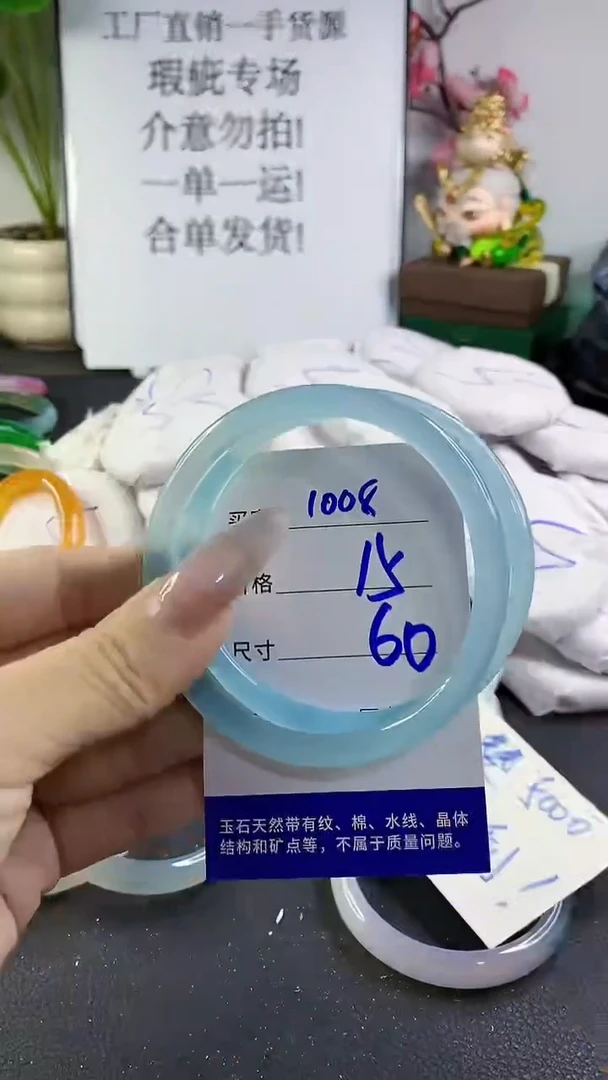 工厂直销一手货源
瑕疵专场
介意勿拍!
一单一运!
合单发货!
1008
格 15
尺寸 60
玉石天然带有纹、棉、水线、晶体
结构和矿点等，不属于质量问题。